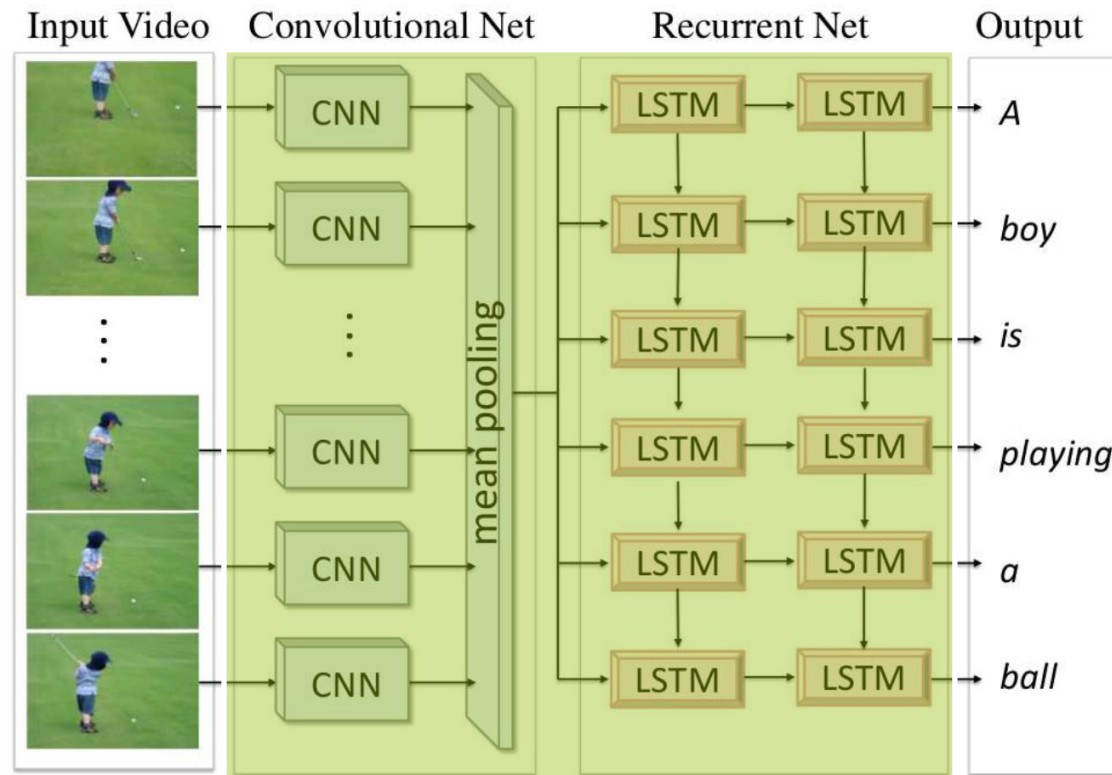 Input Video Convolutional Net Recurrent Net Output
CNN LSTM LSTM A
CNN LSTM LSTM boy
LSTM LSTM is
mean pooling
CNN LSTM LSTM playing
CNN LSTM LSTM a
CNN LSTM LSTM ball